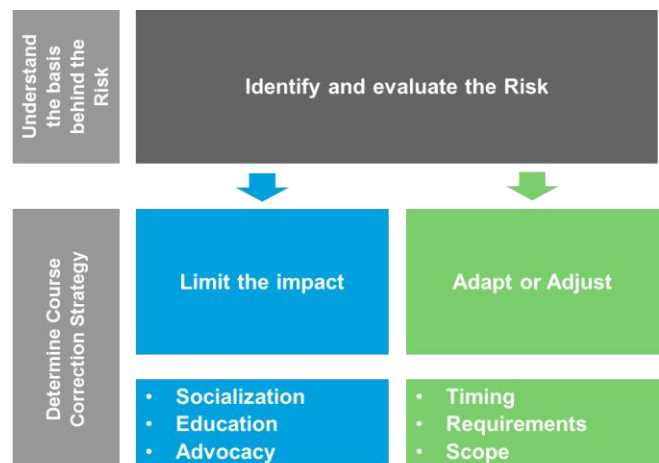 Understand
the basis
behind the
Risk
Identify and evaluate the Risk
Determine Course
Correction Strategy
Limit the impact
Adapt or Adjust
• Socialization
• Education
• Advocacy
• Timing
• Requirements
• Scope